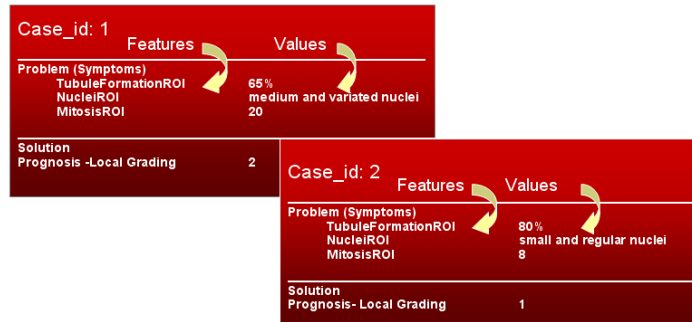 Case_id: 1
Features Values
Problem (Symptoms)
TubuleFormationROI 65%
NucleiROI medium and variated nuclei
MitosisROI 20
Solution
Prognosis -Local Grading 2
Case_id: 2
Features Values
Problem (Symptoms)
TubuleFormationROI 80%
NucleiROI small and regular nuclei
MitosisROI 8
Solution
Prognosis- Local Grading 1